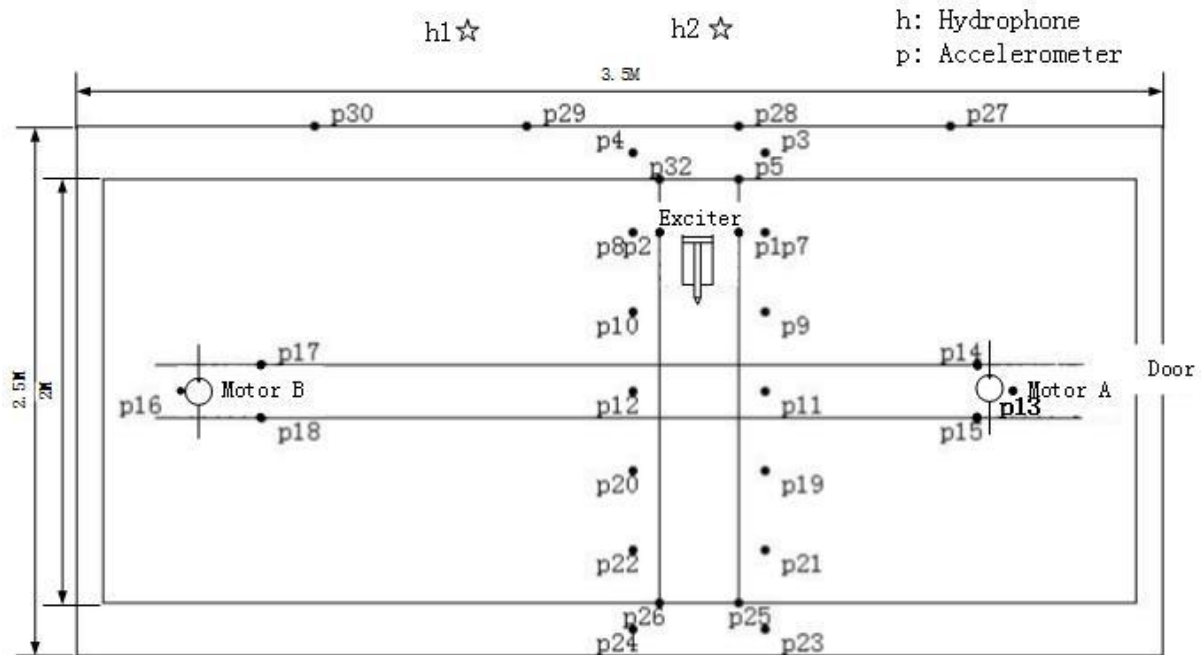 h1☆ h2☆ h: Hydrophone
p: Accelerometer
3.5M
p30 p29 p28 p27
p4 p3
p32 p5
Exciter
p8p2 p1p7
p10 p9
p17 p14
Door
2.5M 2M
Motor B Motor A
p16 p12 p11 p13
p18 p15
p20 p19
p22 p21
p26 p25
p24 p23